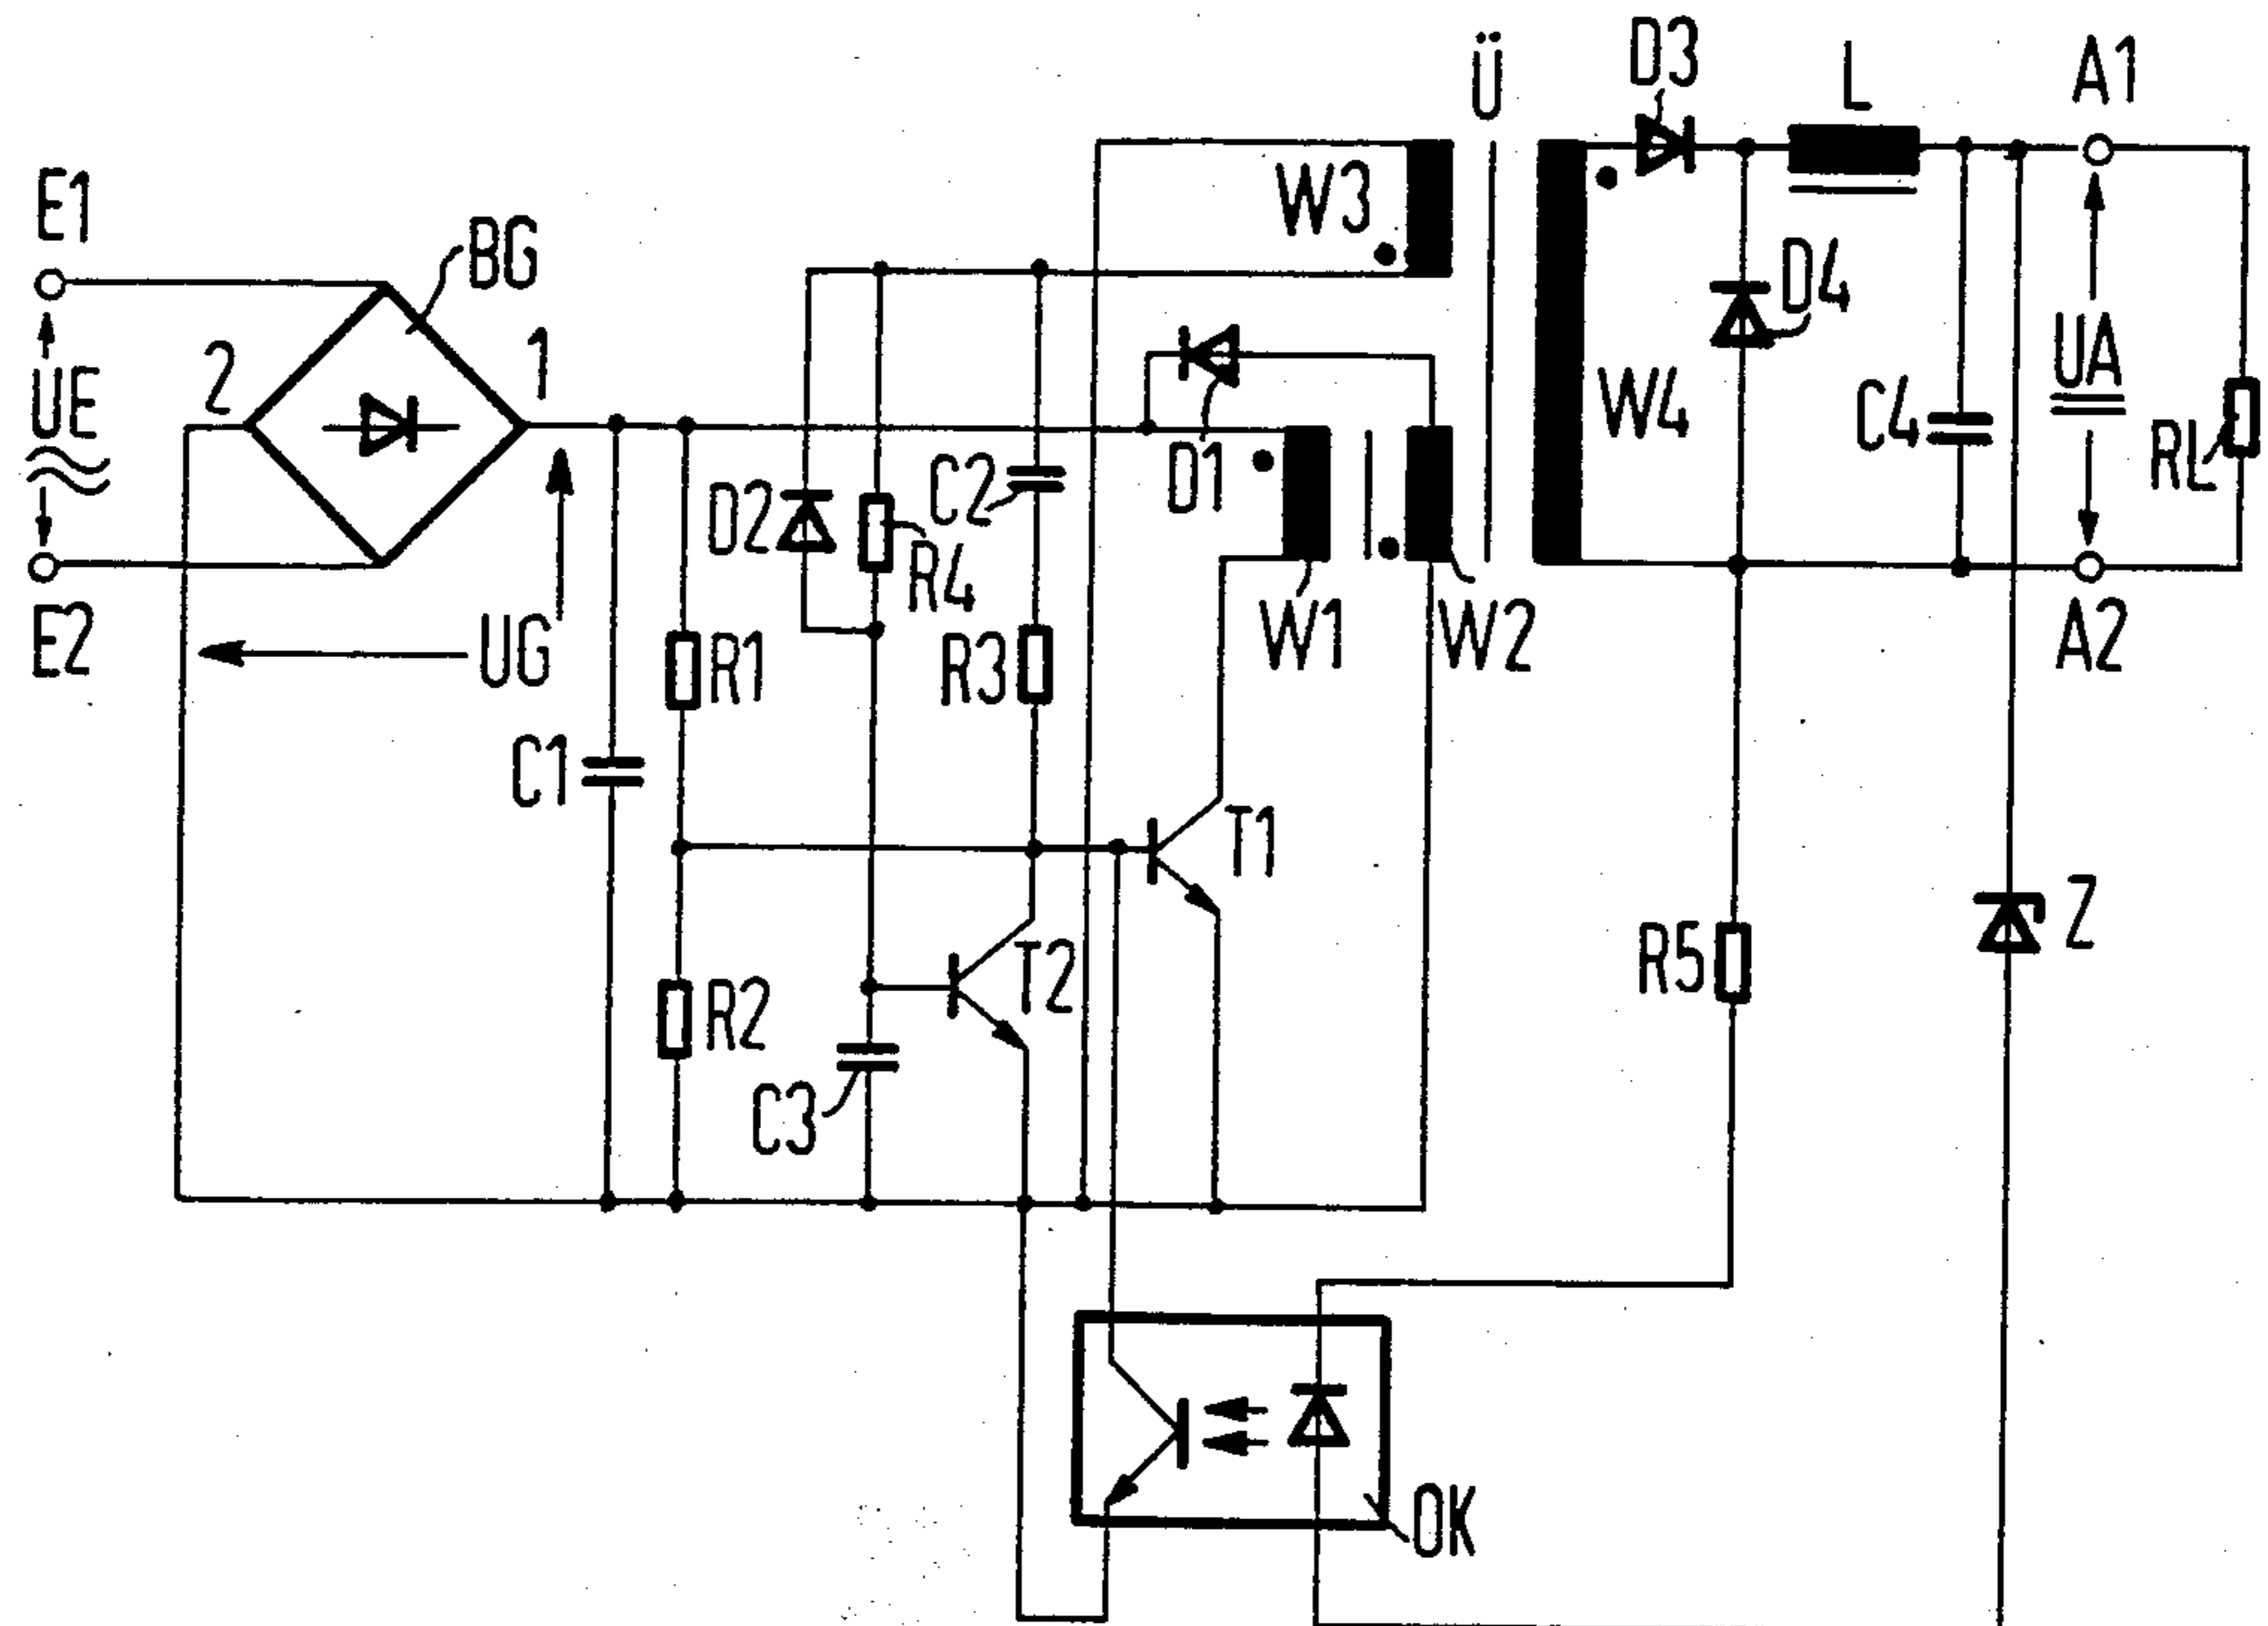 Ü
D3
L
A1
E1
BG
W3
D4
2
1
UE
UA
W4
C4
RL
D2
C2
D1
R4
E2
UG
R1
R3
W1
W2
A2
C1
T1
Z
R5
R2
T2
C3
OK